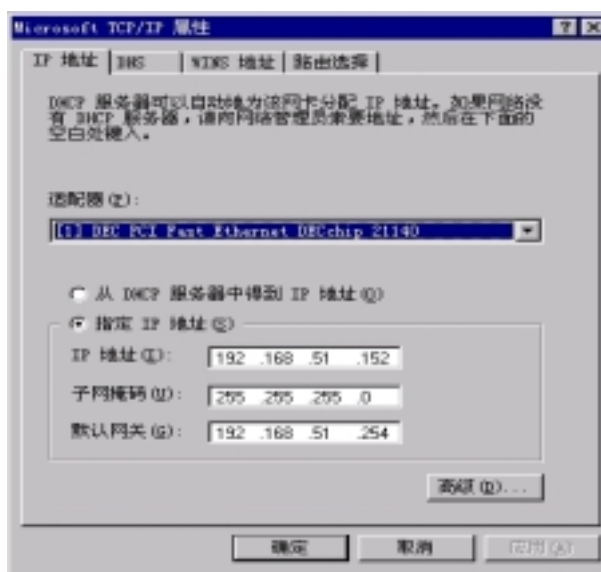 Microsoft TCP/IP 属性
IP 地址 DNS WINS 地址 路由选择
DHCP 服务器可以自动地为该网卡分配 IP 地址。如果网络没
有 DHCP 服务器，请向网络管理员索要地址，然后在下面的
空白处键入。
适配器(P):
[1] DEC PCI Fast Ethernet DECchip 21140
从 DHCP 服务器中得到 IP 地址(O)
指定 IP 地址(S)
IP 地址(I): 192 .168 .51 .152
子网掩码(U): 255 .255 .255 .0
默认网关(G): 192 .168 .51 .254
高级(D)...
确定 取消 应用(A)